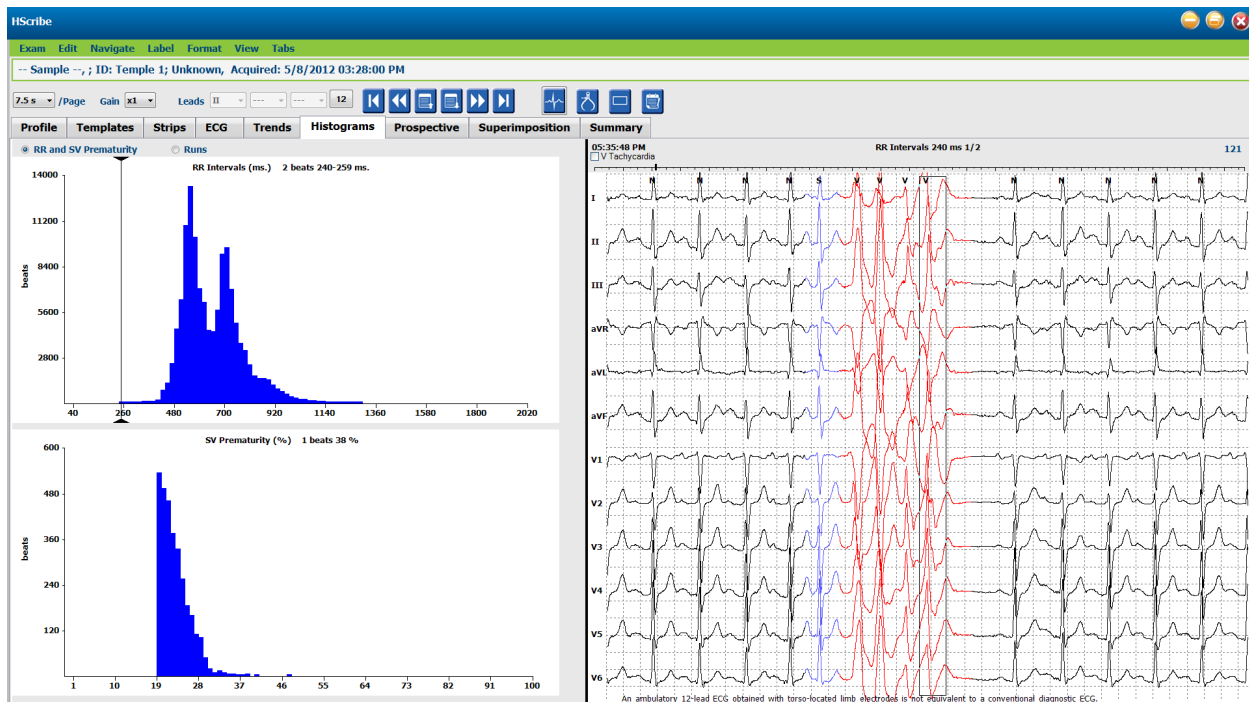 HScribe
Exam Edit Navigate Label Format View Tabs
-- Sample --, ; ID: Temple 1; Unknown, Acquired: 5/8/2012 03:28:00 PM
7.5 s /Page Gain x1 Leads II --- --- 12
Profile Templates Strips ECG Trends Histograms Prospective Superimposition Summary
RR and SV Prematurity Runs
RR Intervals (ms.) 2 beats 240-259 ms.
14000
11200
8400
5600
2800
beats
40 260 480 700 920 1140 1360 1580 1800 2020
SV Prematurity (%) 1 beats 38 %
600
480
360
240
120
beats
1 10 19 28 37 46 55 64 73 82 91 100
05:35:48 PM RR Intervals 240 ms 1/2 121
V Tachycardia
N N N N S V V V V N N N N N
I
II
III
aVR
aVL
aVF
V1
V2
V3
V4
V5
V6
An ambulatory 12-lead ECG obtained with torso-located limb electrodes is not equivalent to a conventional diagnostic ECG.